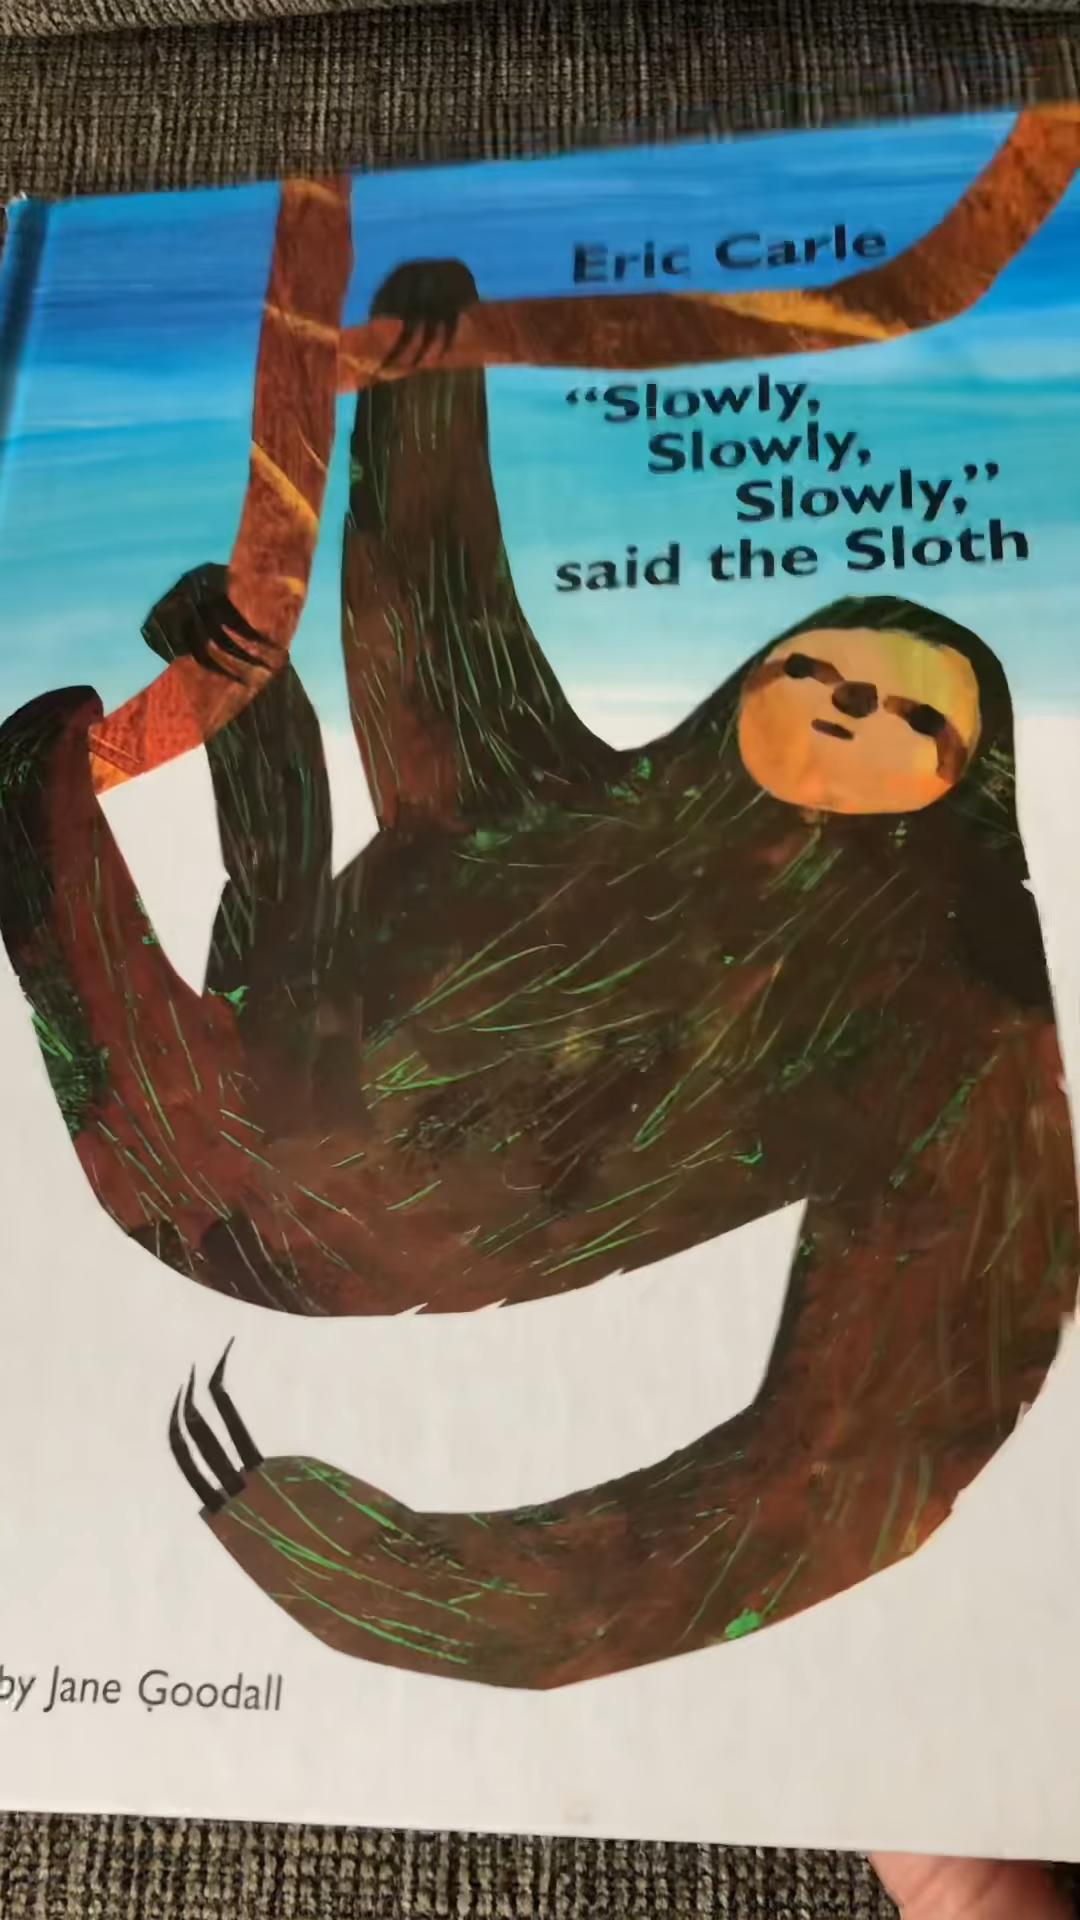 Eric Carle
“Slowly,
Slowly,
Slowly,”
said the Sloth
by Jane Goodall